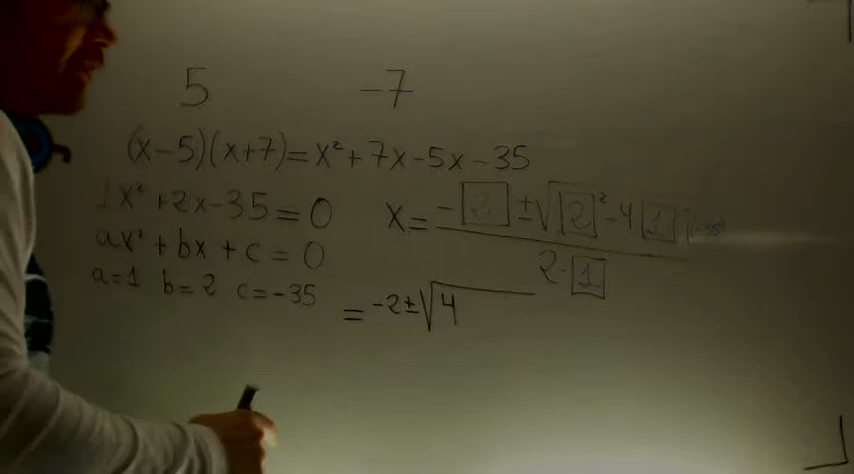 5 -7
(x-5)(x+7)=x²+7x-5x-35
1x²+2x-35=0
ax²+bx+c=0
a=1 b=2 c=-35
x=(-2±√(2²-4·1·(-35)))/(2·1)
=-2±√4